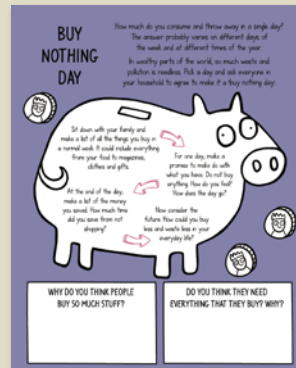 BUY
NOTHING
DAY
How much do you consume and throw away in a single day?
The answer probably varies on different days of
the week and at different times of the year.
In wealthy parts of the world, so much waste and
pollution is needless. Pick a day and ask everyone in
your household to agree to make it a buy nothing day.
Sit down with your family and
make a list of all the things you buy in
a normal week. It could include everything
from your food to magazines,
clothes and gifts.
For one day, make a
promise to make do with
what you have. Do not buy
anything. How do you feel?
How does the day go?
At the end of the day,
make a list of the money
you saved. How much time
did you save from not
shopping?
Now consider the
future. How could you buy
less and waste less in your
everyday life?
WHY DO YOU THINK PEOPLE
BUY SO MUCH STUFF?
DO YOU THINK THEY NEED
EVERYTHING THAT THEY BUY? WHY?